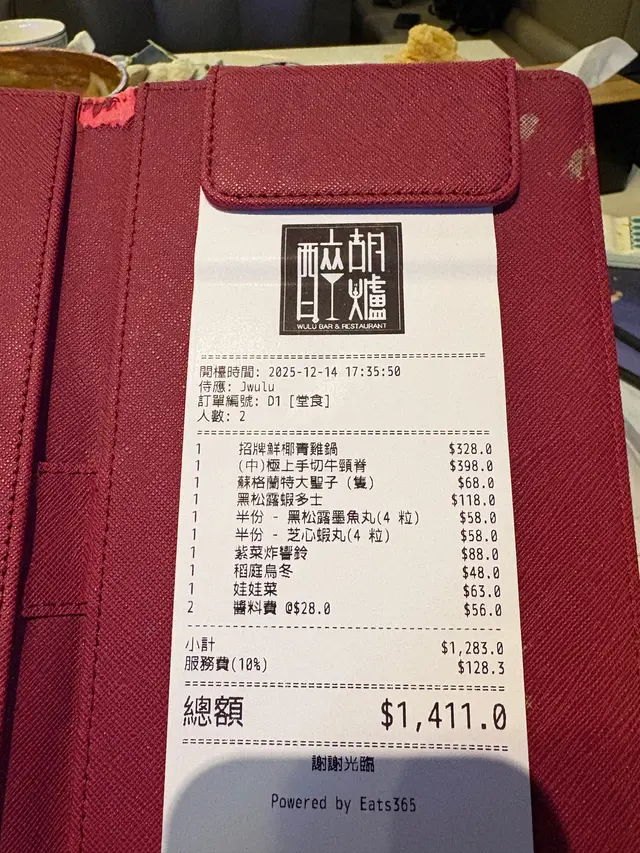 醉胡爐
WULU BAR & RESTAURANT
開檯時間: 2025-12-14 17:35:50
侍應: Jwulu
訂單編號: D1 [堂食]
人數: 2
1 招牌鮮椰青雞鍋 $328.0
1 (中)極上手切牛頸脊 $398.0
1 蘇格蘭特大聖子 (隻) $68.0
1 黑松露蝦多士 $118.0
1 半份 - 黑松露墨魚丸(4 粒) $58.0
1 半份 - 芝心蝦丸(4 粒) $58.0
1 紫菜炸響鈴 $88.0
1 稻庭烏冬 $48.0
1 娃娃菜 $63.0
2 醬料費 @$28.0 $56.0
小計 $1,283.0
服務費(10%) $128.3
總額 $1,411.0
謝謝光臨
Powered by Eats365